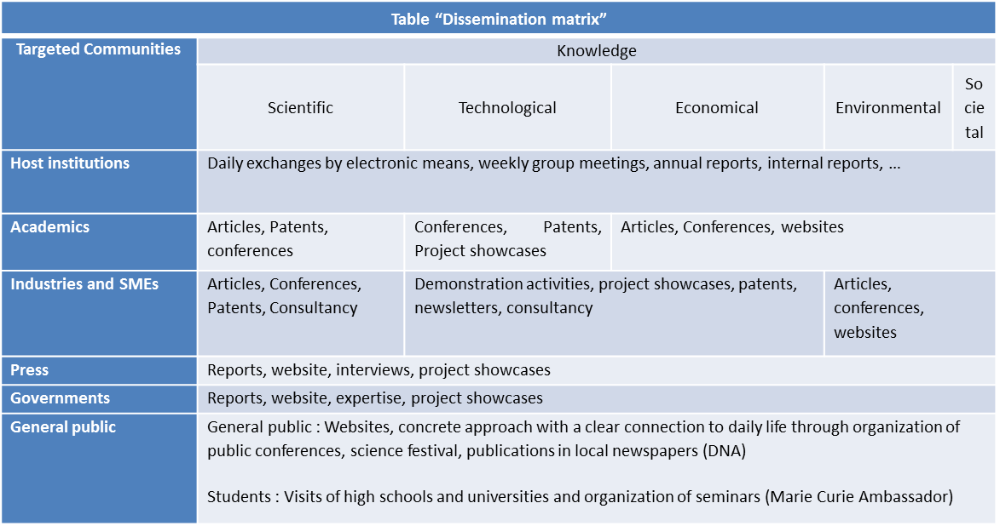 Table “Dissemination matrix”
Targeted Communities
Knowledge
Scientific
Technological
Economical
Environmental
So
cie
tal
Host institutions
Daily exchanges by electronic means, weekly group meetings, annual reports, internal reports, ...
Academics
Articles, Patents,
conferences
Conferences, Patents,
Project showcases
Articles, Conferences, websites
Industries and SMEs
Articles, Conferences,
Patents, Consultancy
Demonstration activities, project showcases, patents,
newsletters, consultancy
Articles,
conferences,
websites
Press
Reports, website, interviews, project showcases
Governments
Reports, website, expertise, project showcases
General public
General public : Websites, concrete approach with a clear connection to daily life through organization of
public conferences, science festival, publications in local newspapers (DNA)
Students : Visits of high schools and universities and organization of seminars (Marie Curie Ambassador)